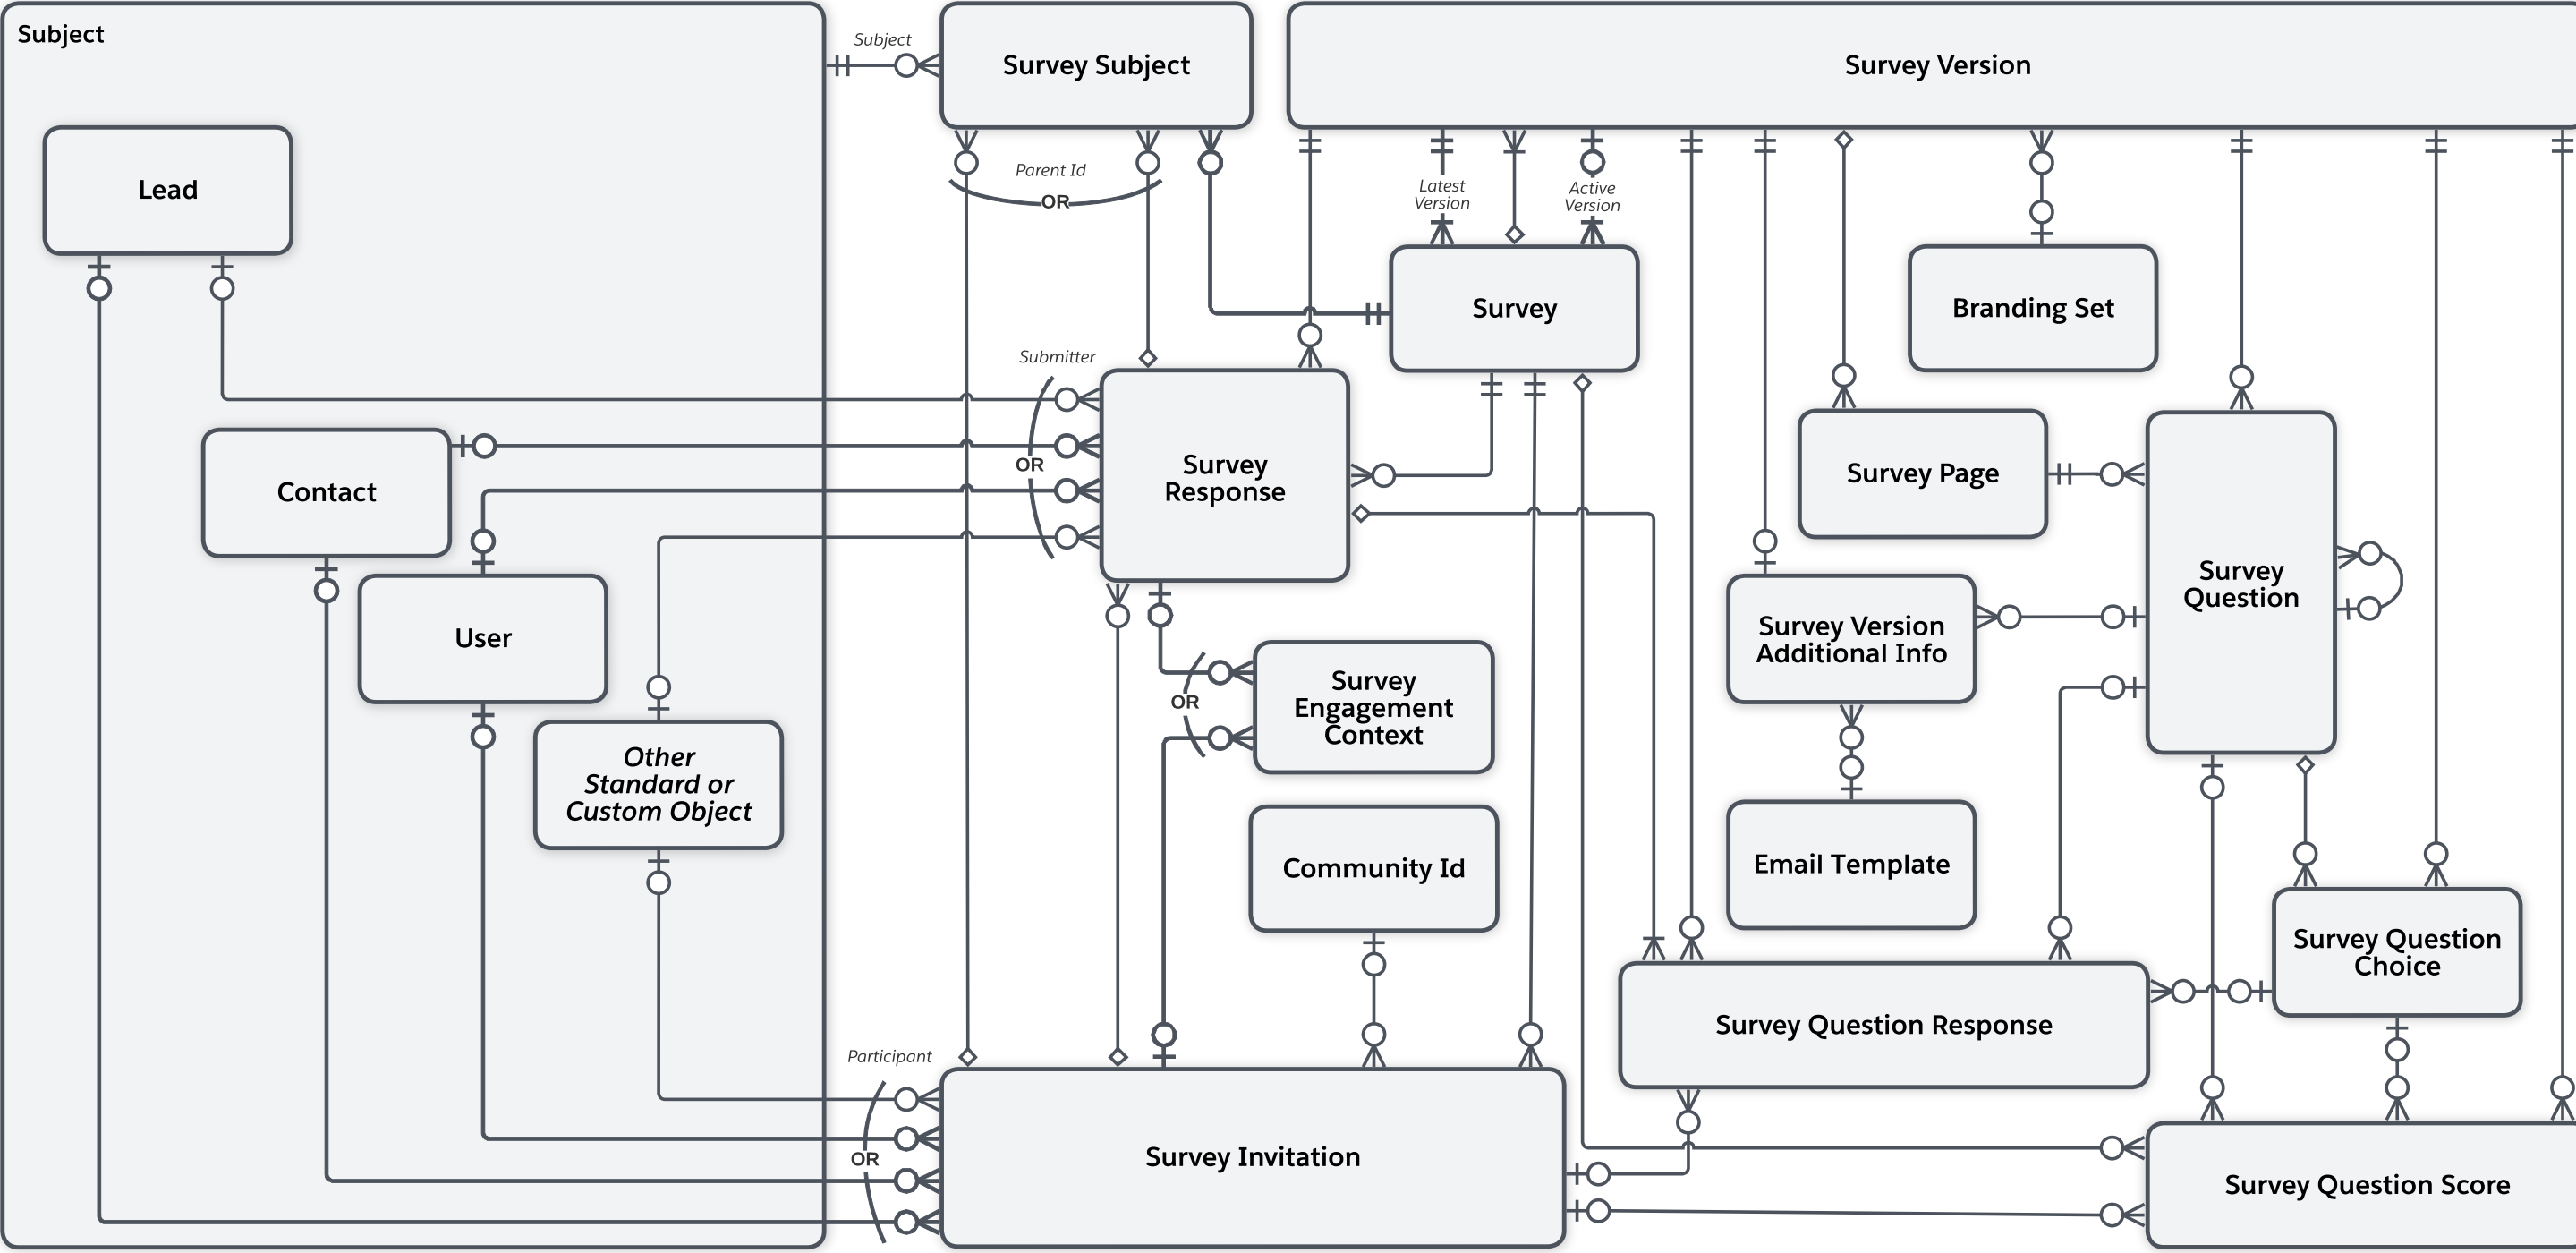 Subject
Subject
Survey Subject
Survey Version
Lead
Parent Id
OR
Latest
Version
Active
Version
Survey
Branding Set
Submitter
OR
Contact
Survey
Response
Survey Page
Survey
Question
User
Survey Version
Additional Info
OR
Survey
Engagement
Context
Other
Standard or
Custom Object
Community Id
Email Template
Survey Question
Choice
Survey Question Response
Participant
OR
Survey Invitation
Survey Question Score